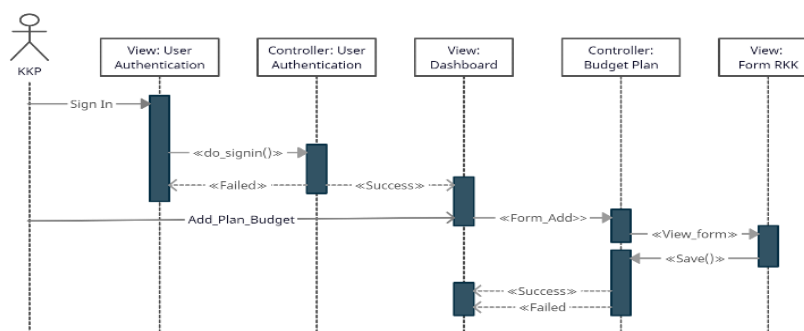 KKP
View: User
Authentication
Controller: User
Authentication
View:
Dashboard
Controller:
Budget Plan
View:
Form RKK
Sign In
≪do_signin()≫
≪Failed≫
≪Success≫
Add_Plan_Budget
≪Form_Add>>
≪View_form≫
≪Save()≫
≪Success≫
≪Failed